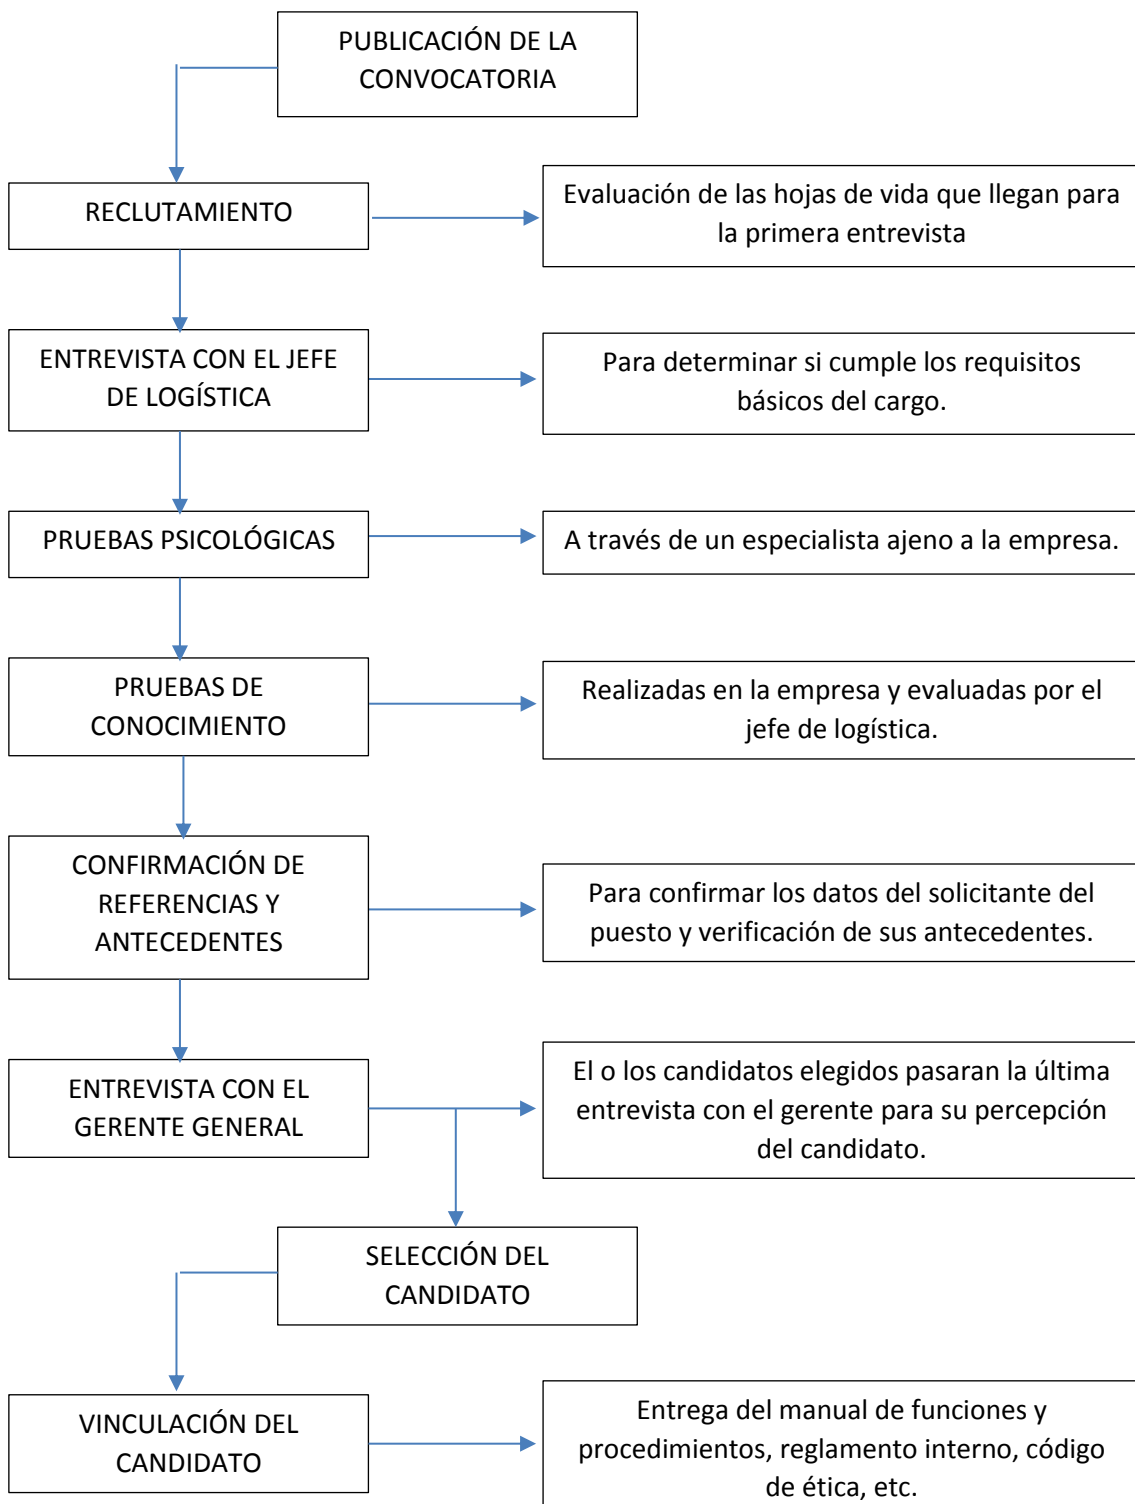 PUBLICACIÓN DE LA
CONVOCATORIA
RECLUTAMIENTO
Evaluación de las hojas de vida que llegan para
la primera entrevista
ENTREVISTA CON EL JEFE
DE LOGÍSTICA
Para determinar si cumple los requisitos
básicos del cargo.
PRUEBAS PSICOLÓGICAS
A través de un especialista ajeno a la empresa.
PRUEBAS DE
CONOCIMIENTO
Realizadas en la empresa y evaluadas por el
jefe de logística.
CONFIRMACIÓN DE
REFERENCIAS Y
ANTECEDENTES
Para confirmar los datos del solicitante del
puesto y verificación de sus antecedentes.
ENTREVISTA CON EL
GERENTE GENERAL
El o los candidatos elegidos pasaran la última
entrevista con el gerente para su percepción
del candidato.
SELECCIÓN DEL
CANDIDATO
VINCULACIÓN DEL
CANDIDATO
Entrega del manual de funciones y
procedimientos, reglamento interno, código
de ética, etc.